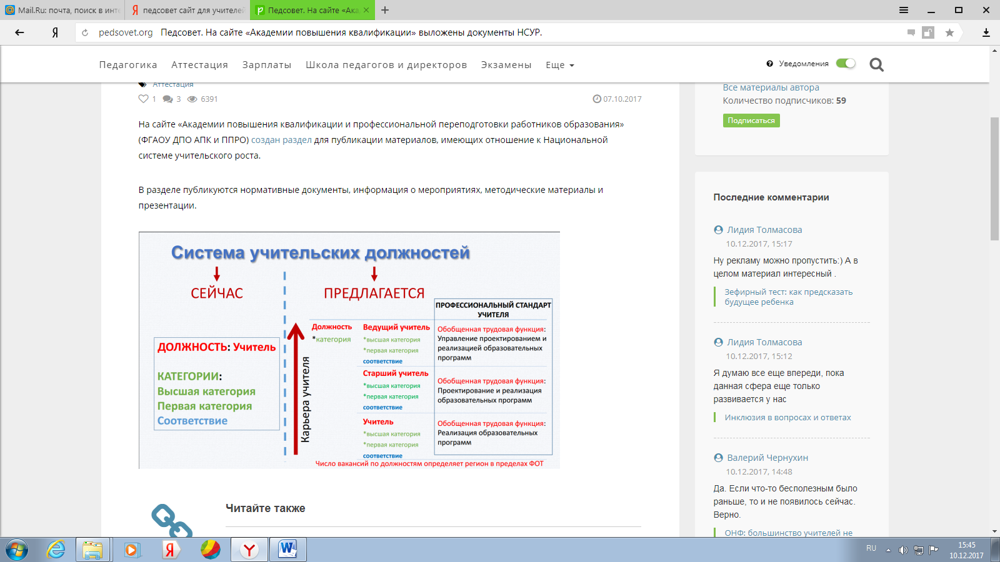 Mail.Ru: почта, поиск в инте
педсовет сайт для учителей
Педсовет. На сайте «Ака
pedsovet.org Педсовет. На сайте «Академии повышения квалификации» выложены документы НСУР.
Педагогика Аттестация Зарплаты Школа педагогов и директоров Экзамены Еще
Уведомления
Аттестация
1 3 6391
07.10.2017
На сайте «Академии повышения квалификации и профессиональной переподготовки работников образования»
(ФГАОУ ДПО АПК и ППРО) создан раздел для публикации материалов, имеющих отношение к Национальной
системе учительского роста.
В разделе публикуются нормативные документы, информация о мероприятиях, методические материалы и
презентации.
Система учительских должностей
СЕЙЧАС
ДОЛЖНОСТЬ: Учитель
КАТЕГОРИИ:
Высшая категория
Первая категория
Соответствие
ПРЕДЛАГАЕТСЯ
Карьера учителя
Должность
*категория
Ведущий учитель
*высшая категория
*первая категория
соответствие
Старший учитель
*высшая категория
*первая категория
соответствие
Учитель
*высшая категория
*первая категория
соответствие
ПРОФЕССИОНАЛЬНЫЙ СТАНДАРТ
УЧИТЕЛЯ
Обобщенная трудовая функция:
Управление проектированием и
реализацией образовательных
программ
Обобщенная трудовая функция:
Проектирование и реализация
образовательных программ
Обобщенная трудовая функция:
Реализация образовательных
программ
Число вакансий по должностям определяет регион в пределах ФОТ
Читайте также
Все материалы автора
Количество подписчиков: 59
Подписаться
Последние комментарии
Лидия Толмасова
10.12.2017, 15:17
Ну рекламу можно пропустить:) А в
целом материал интересный .
Зефирный тест: как предсказать
будущее ребенка
Лидия Толмасова
10.12.2017, 15:12
Я думаю все еще впереди, пока
данная сфера еще только
развивается у нас
Инклюзия в вопросах и ответах
Валерий Чернухин
10.12.2017, 14:48
Да. Если что-то бесполезным было
раньше, то и не появилось сейчас.
Верно.
ОНФ: большинство учителей не
RU
15:45
10.12.2017